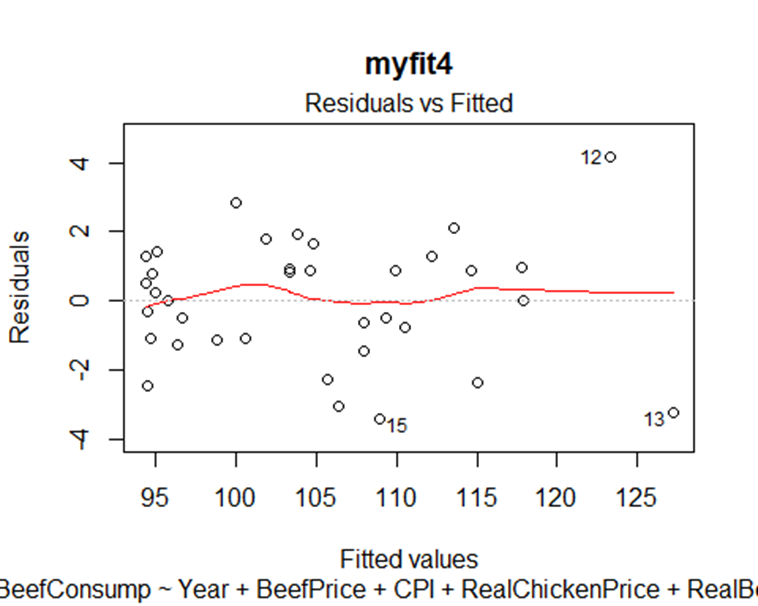 myfit4
Residuals vs Fitted
4
2
0
-2
-4
Residuals
12
15
13
95 100 105 110 115 120 125
Fitted values
BeefConsump ~ Year + BeefPrice + CPI + RealChickenPrice +